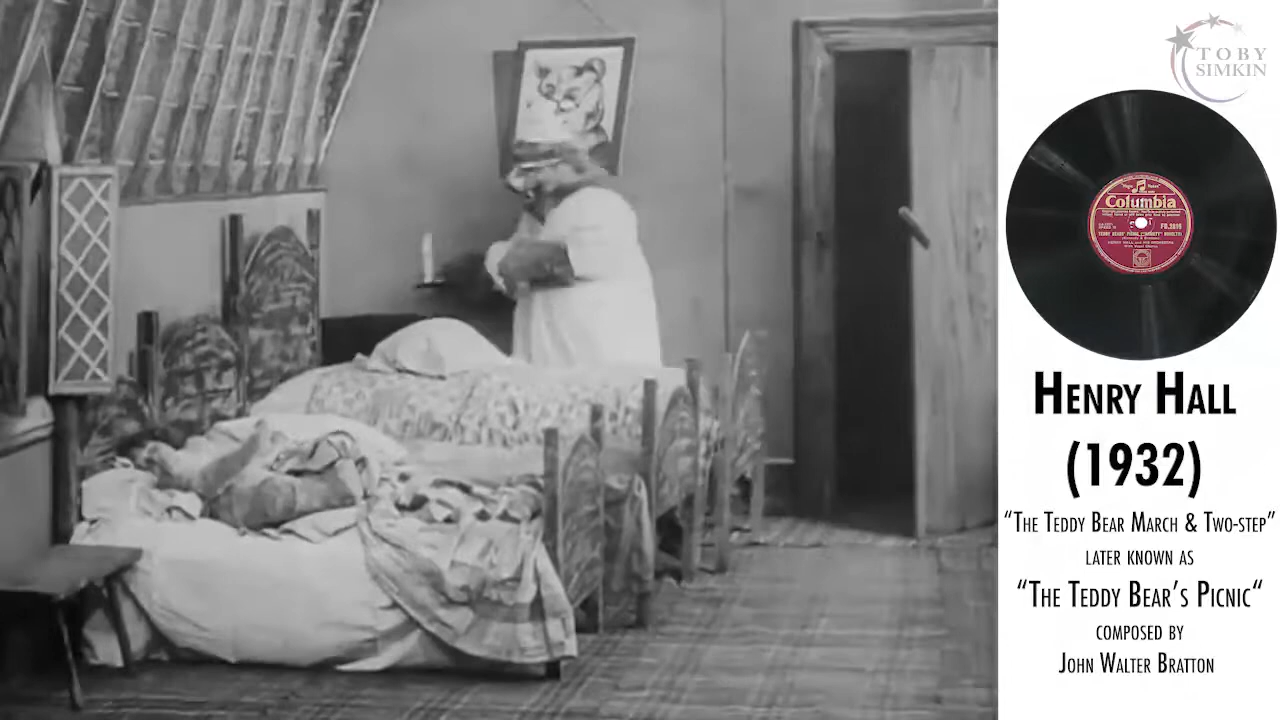 TOBY
SIMKIN
Columbia
HENRY HALL
(1932)
“THE TEDDY BEAR MARCH & TWO-STEP”
LATER KNOWN AS
“THE TEDDY BEAR’S PICNIC“
COMPOSED BY
JOHN WALTER BRATTON